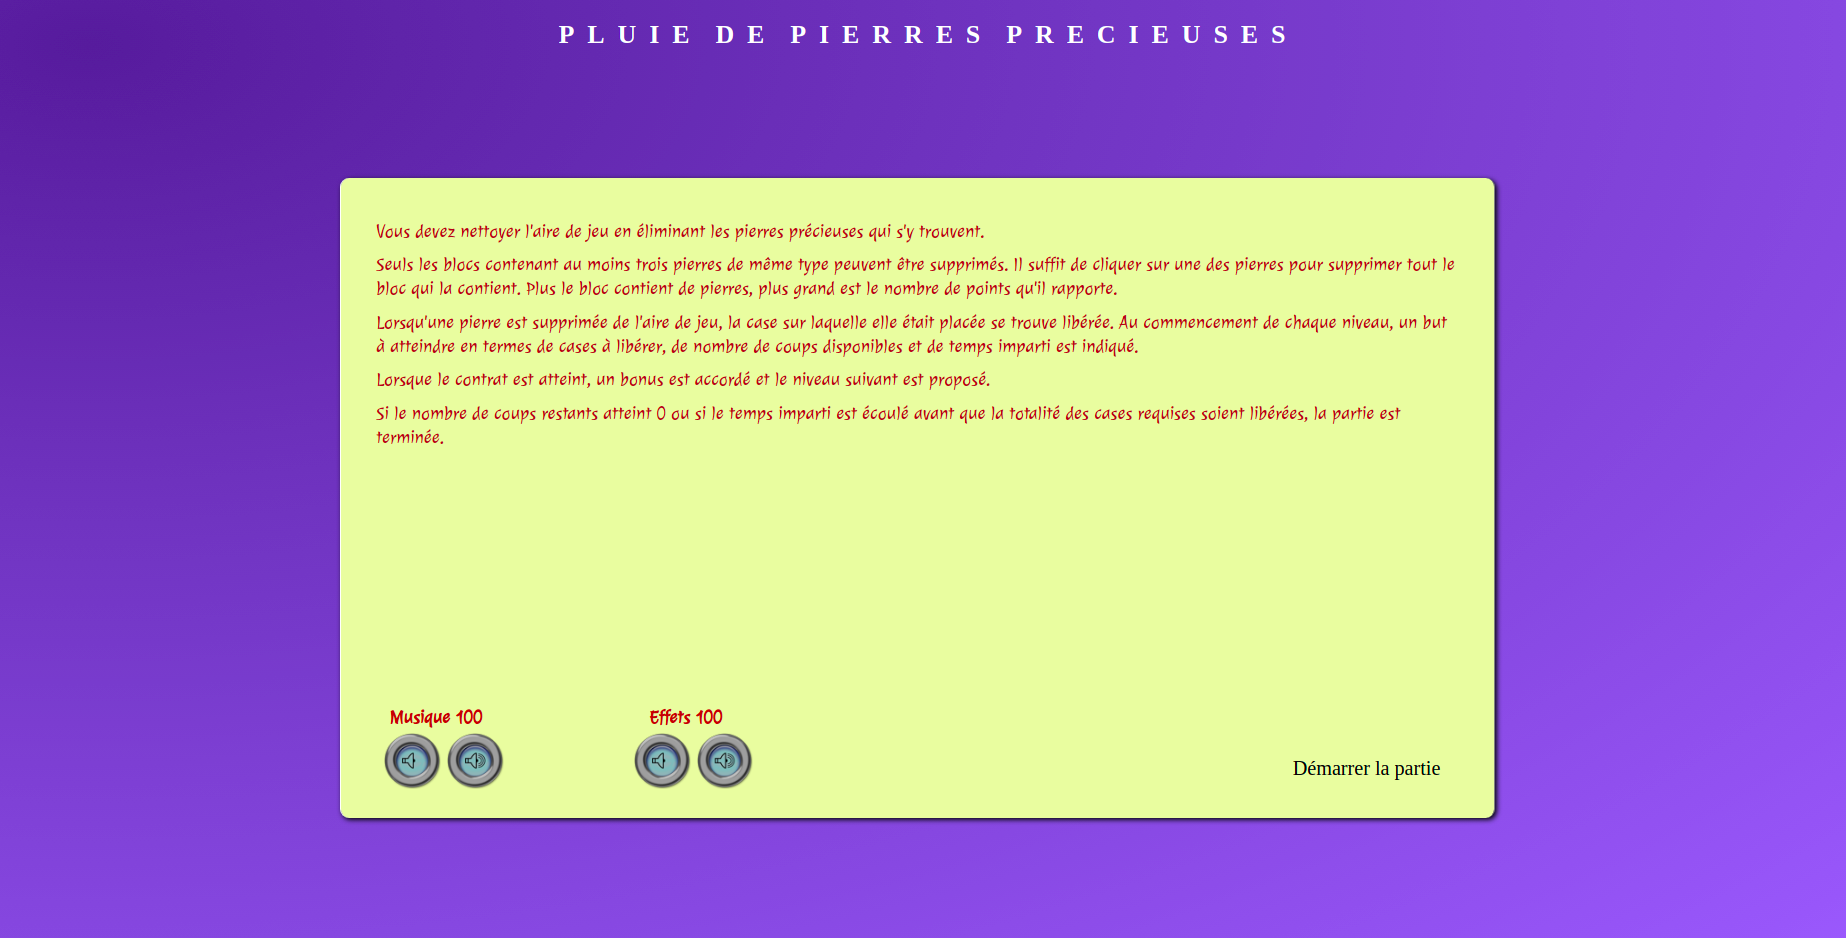 PLUIE DE PIERRES PRECIEUSES
Vous devez nettoyer l'aire de jeu en éliminant les pierres précieuses qui s'y trouvent.
Seuls les blocs contenant au moins trois pierres de même type peuvent être supprimés. Il suffit de cliquer sur une des pierres pour supprimer tout le
bloc qui la contient. Plus le bloc contient de pierres, plus grand est le nombre de points qu'il rapporte.
Lorsqu'une pierre est supprimée de l'aire de jeu, la case sur laquelle elle était placée se trouve libérée. Au commencement de chaque niveau, un but
à atteindre en termes de cases à libérer, de nombre de coups disponibles et de temps imparti est indiqué.
Lorsque le contrat est atteint, un bonus est accordé et le niveau suivant est proposé.
Si le nombre de coups restants atteint 0 ou si le temps imparti est écoulé avant que la totalité des cases requises soient libérées, la partie est
terminée.
Musique 100
Effets 100
Démarrer la partie